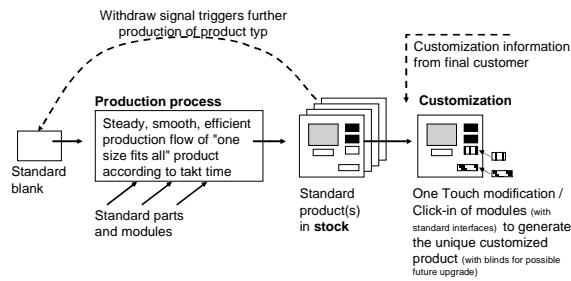 Withdraw signal triggers further
production of product typ
Customization information
from final customer
Production process
Steady, smooth, efficient
production flow of "one
size fits all" product
according to takt time
Customization
Standard
blank
Standard parts
and modules
Standard
product(s)
in stock
One Touch modification /
Click-in of modules (with
standard interfaces) to generate
the unique customized
product (with blinds for possible
future upgrade)